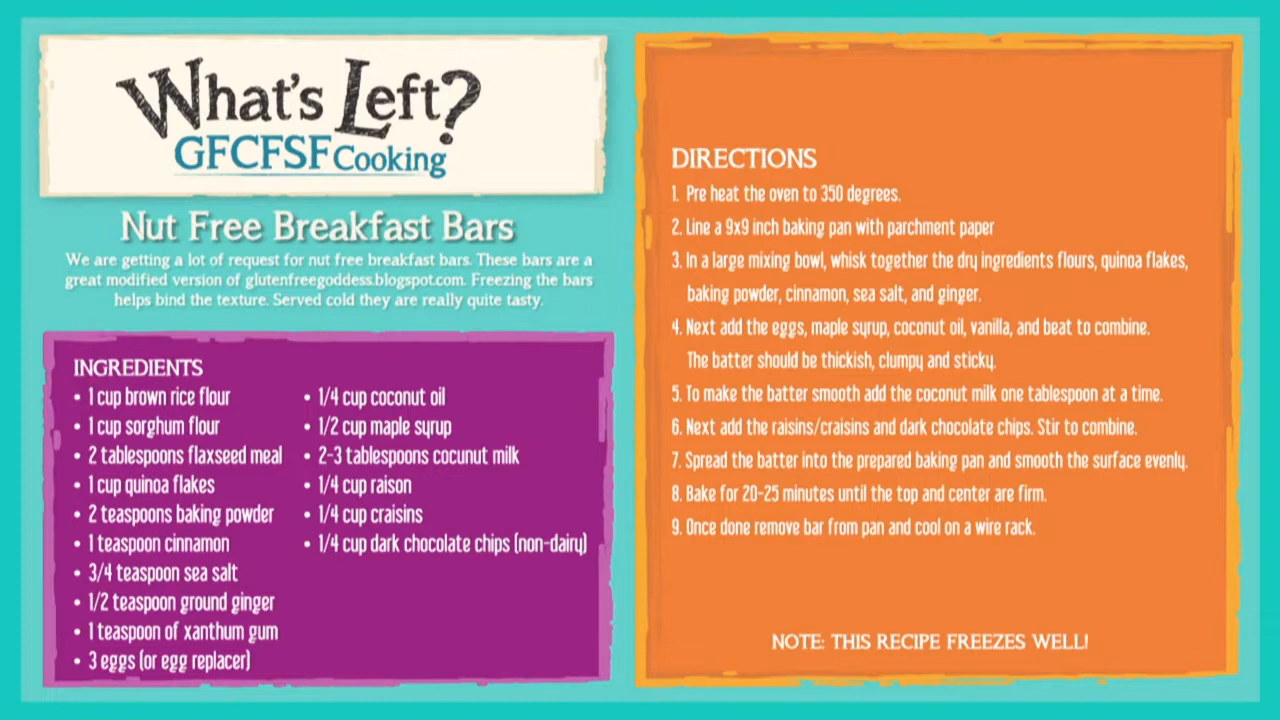 What's Left?
GFCFSF Cooking
Nut Free Breakfast Bars
We are getting a lot of request for nut free breakfast bars. These bars are a
great modified version of glutenfreegoddess.blogspot.com. Freezing the bars
helps bind the texture. Served cold they are really quite tasty.
INGREDIENTS
• 1 cup brown rice flour
• 1 cup sorghum flour
• 2 tablespoons flaxseed meal
• 1 cup quinoa flakes
• 2 teaspoons baking powder
• 1 teaspoon cinnamon
• 3/4 teaspoon sea salt
• 1/2 teaspoon ground ginger
• 1 teaspoon of xanthum gum
• 3 eggs (or egg replacer)
• 1/4 cup coconut oil
• 1/2 cup maple syrup
• 2-3 tablespoons cocunut milk
• 1/4 cup raison
• 1/4 cup craisins
• 1/4 cup dark chocolate chips (non-dairy)
DIRECTIONS
1. Pre heat the oven to 350 degrees.
2. Line a 9x9 inch baking pan with parchment paper
3. In a large mixing bowl, whisk together the dry ingredients flours, quinoa flakes,
baking powder, cinnamon, sea salt, and ginger.
4. Next add the eggs, maple syrup, coconut oil, vanilla, and beat to combine.
The batter should be thickish, clumpy and sticky.
5. To make the batter smooth add the coconut milk one tablespoon at a time.
6. Next add the raisins/craisins and dark chocolate chips. Stir to combine.
7. Spread the batter into the prepared baking pan and smooth the surface evenly.
8. Bake for 20-25 minutes until the top and center are firm.
9. Once done remove bar from pan and cool on a wire rack.
NOTE: THIS RECIPE FREEZES WELL!